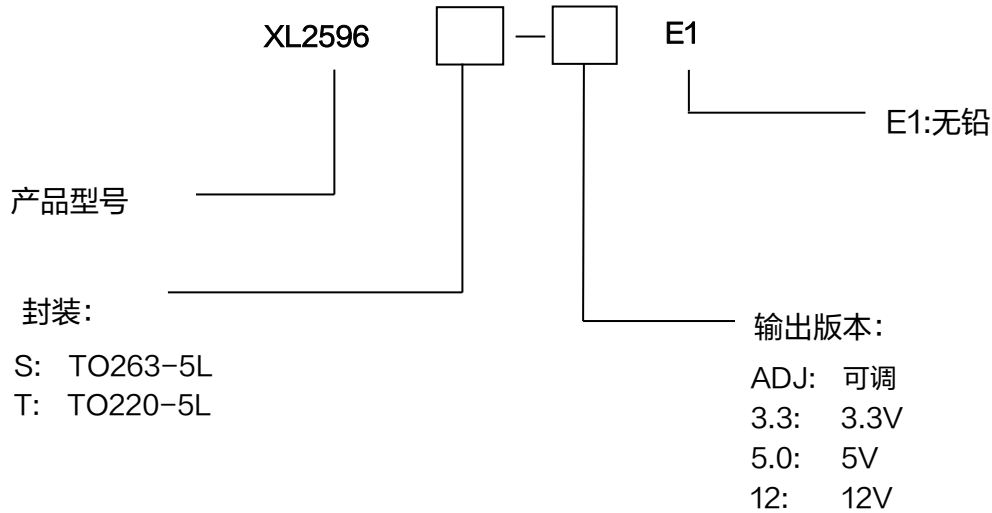 XL2596 — E1
E1:无铅
产品型号
封装:
S: TO263-5L
T: TO220-5L
输出版本:
ADJ: 可调
3.3: 3.3V
5.0: 5V
12: 12V